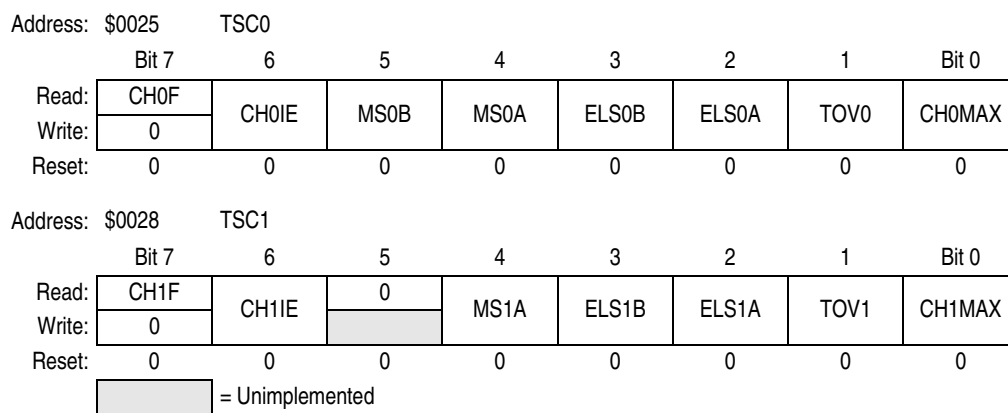 Address: $0025 TSC0
Bit 7 6 5 4 3 2 1 Bit 0
Read: CH0F CH0IE MS0B MS0A ELS0B ELS0A TOV0 CH0MAX
Write: 0
Reset: 0 0 0 0 0 0 0 0
Address: $0028 TSC1
Bit 7 6 5 4 3 2 1 Bit 0
Read: CH1F CH1IE 0 MS1A ELS1B ELS1A TOV1 CH1MAX
Write: 0
Reset: 0 0 0 0 0 0 0 0
= Unimplemented